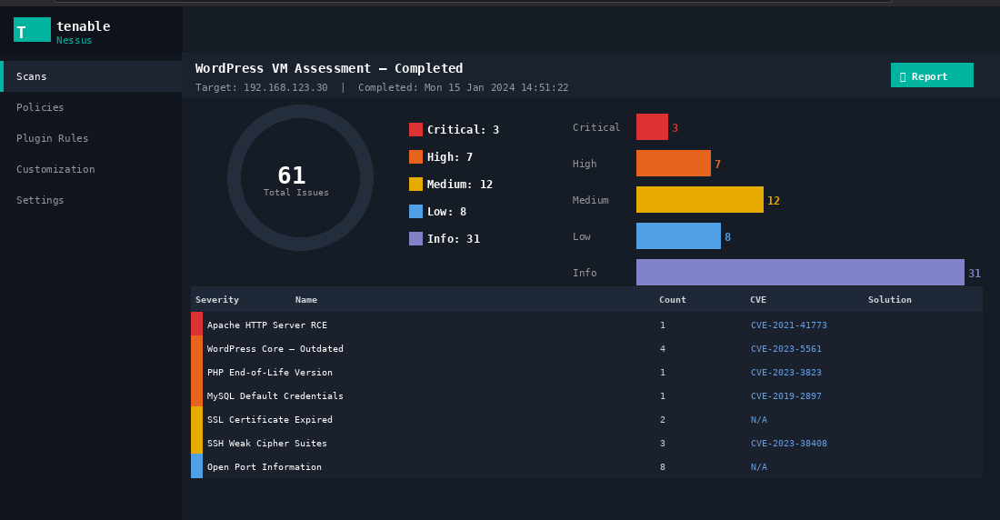 T tenable
Nessus
Scans
Policies
Plugin Rules
Customization
Settings
WordPress VM Assessment — Completed
Target: 192.168.123.30 | Completed: Mon 15 Jan 2024 14:51:22
Report
61
Total Issues
Critical: 3
High: 7
Medium: 12
Low: 8
Info: 31
Critical 3
High 7
Medium 12
Low 8
Info 31
Severity Name Count CVE Solution
Apache HTTP Server RCE 1 CVE-2021-41773
WordPress Core — Outdated 4 CVE-2023-5561
PHP End-of-Life Version 1 CVE-2023-3823
MySQL Default Credentials 1 CVE-2019-2897
SSL Certificate Expired 2 N/A
SSH Weak Cipher Suites 3 CVE-2023-38408
Open Port Information 8 N/A